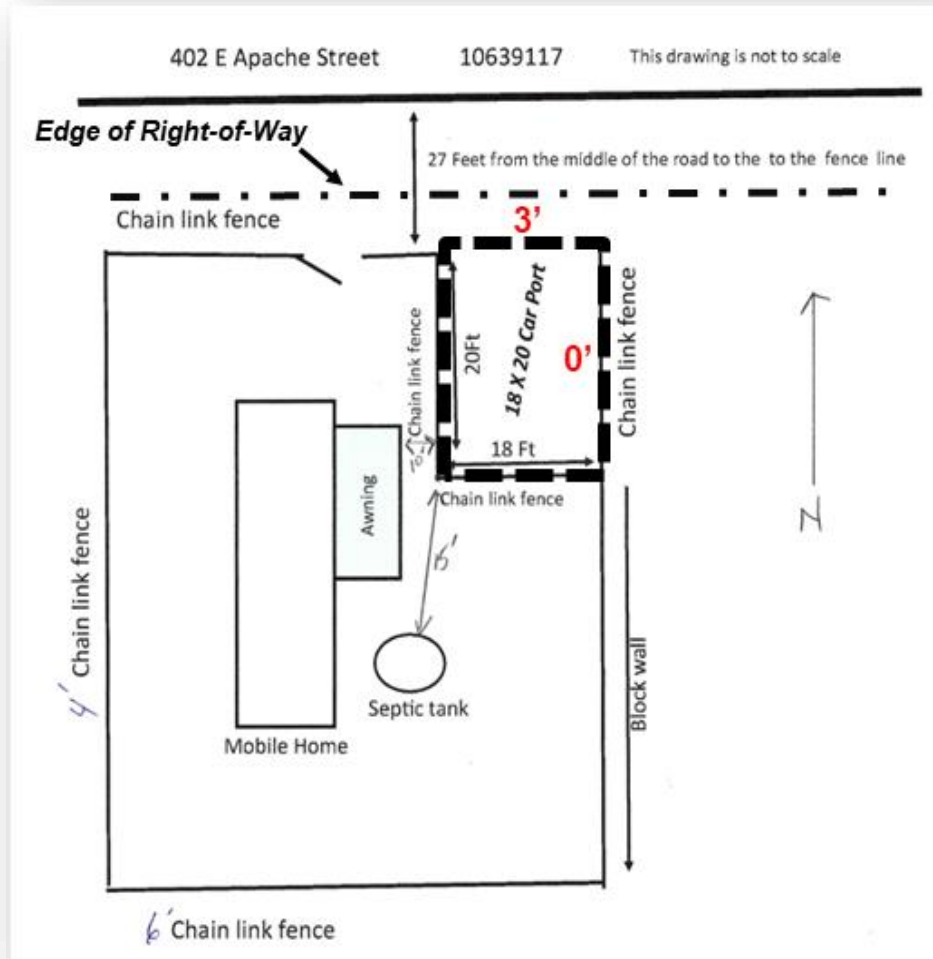 402 E Apache Street 10639117 This drawing is not to scale
Edge of Right-of-Way
27 Feet from the middle of the road to the to the fence line
Chain link fence
3'
Chain link fence
20Ft
18 X 20 Car Port
0'
Chain link fence
18 Ft
Chain link fence
Awning
N
Chain link fence
4'
Septic tank
Block wall
Mobile Home
6' Chain link fence